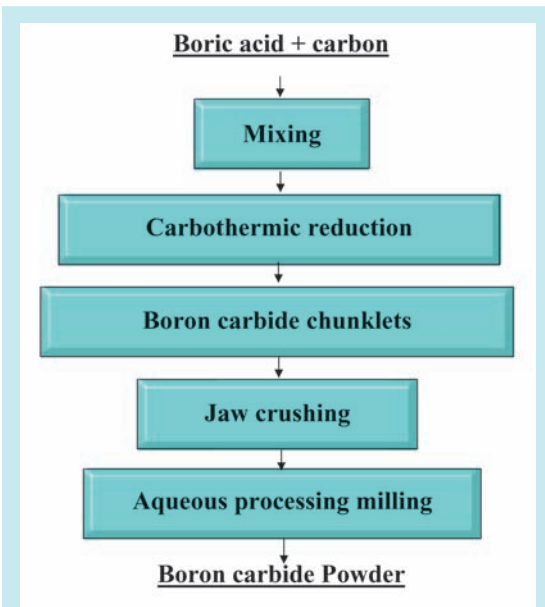 Boric acid + carbon
Mixing
Carbothermic reduction
Boron carbide chunklets
Jaw crushing
Aqueous processing milling
Boron carbide Powder